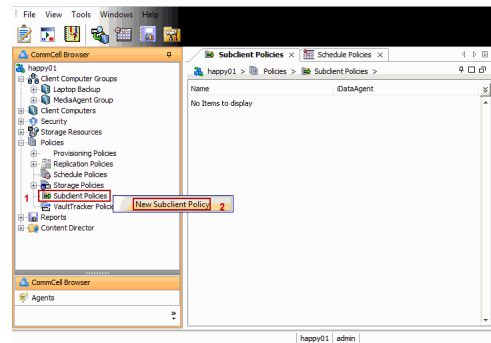 File View Tools Windows Help
CommCell Browser
happy01
Client Computer Groups
Laptop Backup
MediaAgent Group
Client Computers
Security
Storage Resources
Policies
Provisioning Policies
Replication Policies
Schedule Policies
Storage Policies
1 Subclient Policies
VaultTracker Policie
New Subclient Policy 2
Reports
Content Director
CommCell Browser
Agents
Subclient Policies × Schedule Policies ×
happy01 > Policies > Subclient Policies >
Name iDataAgent
No Items to display
happy01 admin